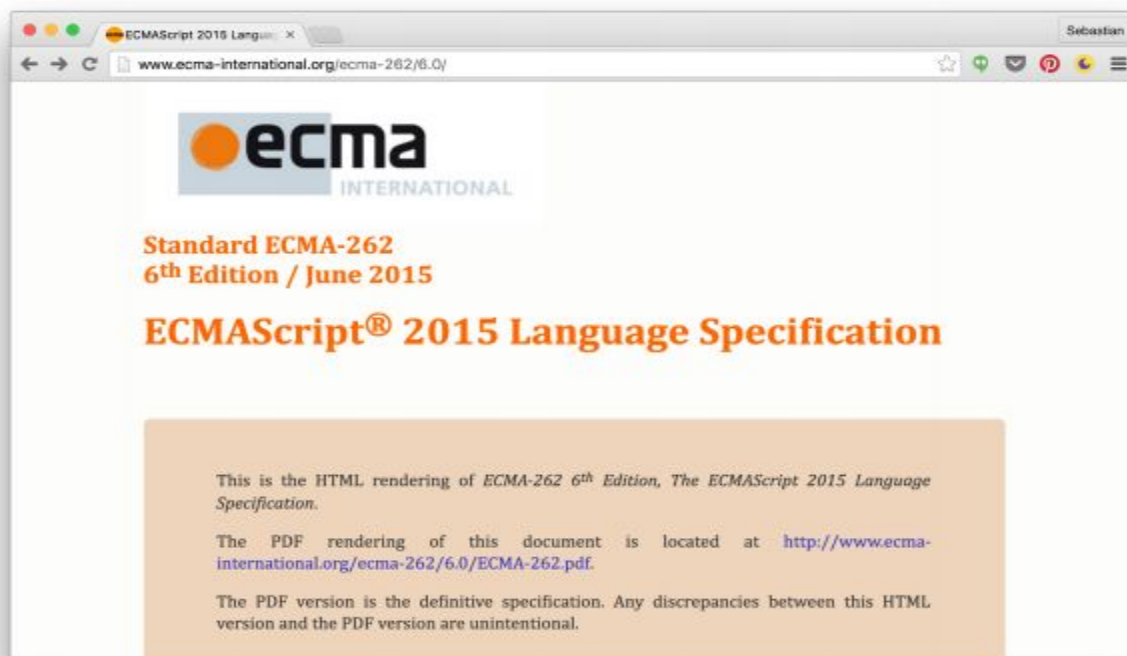 ECMAScript 2015 Langu
Sebastian
www.ecma-international.org/ecma-262/6.0/
ecma
INTERNATIONAL
Standard ECMA-262
6th Edition / June 2015
ECMAScript® 2015 Language Specification
This is the HTML rendering of ECMA-262 6th Edition, The ECMAScript 2015 Language
Specification.
The PDF rendering of this document is located at http://www.ecma-
international.org/ecma-262/6.0/ECMA-262.pdf.
The PDF version is the definitive specification. Any discrepancies between this HTML
version and the PDF version are unintentional.